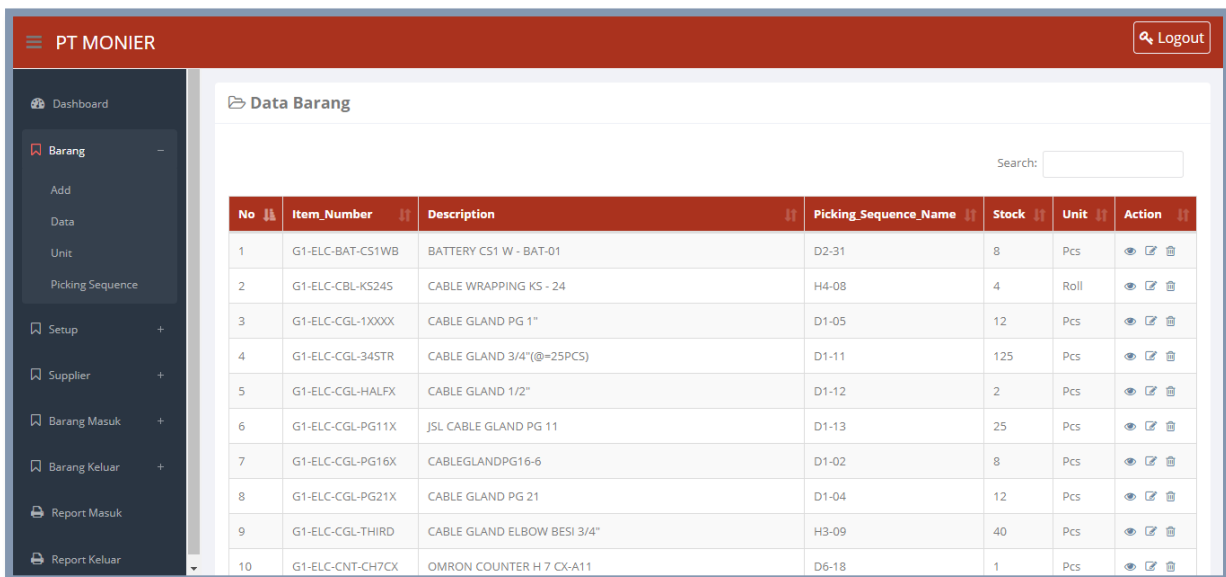 PT MONIER
Logout
Dashboard
Barang
Add
Data
Unit
Picking Sequence
Setup
Supplier
Barang Masuk
Barang Keluar
Report Masuk
Report Keluar
Data Barang
Search:
No Item_Number Description Picking_Sequence_Name Stock Unit Action
1 G1-ELC-BAT-CS1WB BATTERY CS1 W - BAT-01 D2-31 8 Pcs
2 G1-ELC-CBL-KS24S CABLE WRAPPING KS - 24 H4-08 4 Roll
3 G1-ELC-CGL-1XXXX CABLE GLAND PG 1" D1-05 12 Pcs
4 G1-ELC-CGL-34STR CABLE GLAND 3/4"(@=25PCS) D1-11 125 Pcs
5 G1-ELC-CGL-HALFX CABLE GLAND 1/2" D1-12 2 Pcs
6 G1-ELC-CGL-PG11X JSL CABLE GLAND PG 11 D1-13 25 Pcs
7 G1-ELC-CGL-PG16X CABLEGLANDPG16-6 D1-02 8 Pcs
8 G1-ELC-CGL-PG21X CABLE GLAND PG 21 D1-04 12 Pcs
9 G1-ELC-CGL-THIRD CABLE GLAND ELBOW BESI 3/4" H3-09 40 Pcs
10 G1-ELC-CNT-CH7CX OMRON COUNTER H 7 CX-A11 D6-18 1 Pcs